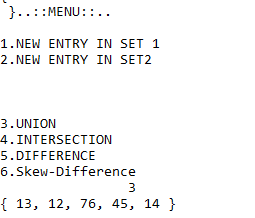 {
}..::MENU::..
1.NEW ENTRY IN SET 1
2.NEW ENTRY IN SET2
3.UNION
4.INTERSECTION
5.DIFFERENCE
6.Skew-Difference
3
{ 13, 12, 76, 45, 14 }